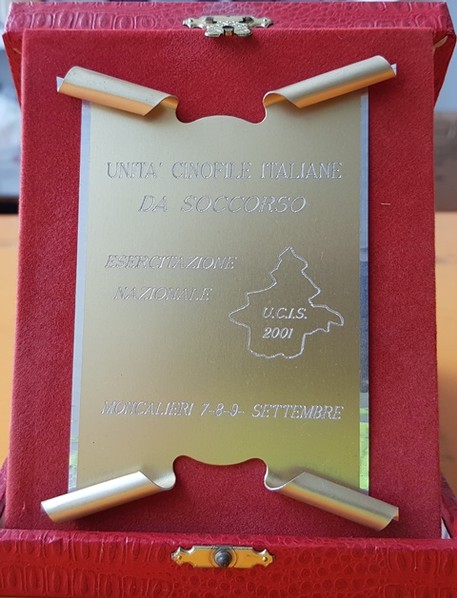 UNITA' CINOFILE ITALIANE
DA SOCCORSO
ESERCITAZIONE
NAZIONALE
U.C.I.S.
2001
MONCALIERI 7-8-9- SETTEMBRE